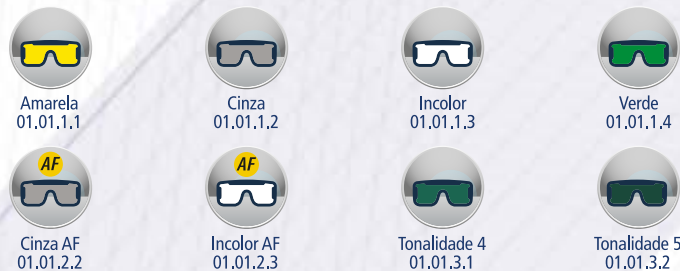 Amarela
01.01.1.1
Cinza
01.01.1.2
Incolor
01.01.1.3
Verde
01.01.1.4
AF
Cinza AF
01.01.2.2
AF
Incolor AF
01.01.2.3
Tonalidade 4
01.01.3.1
Tonalidade 5
01.01.3.2